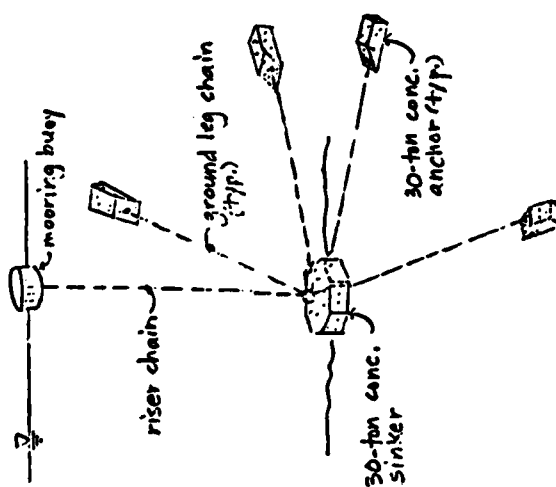 mooring buoy
riser chain
ground leg chain
(typ.)
30-ton conc.
anchor (typ.)
30-ton conc.
sinker